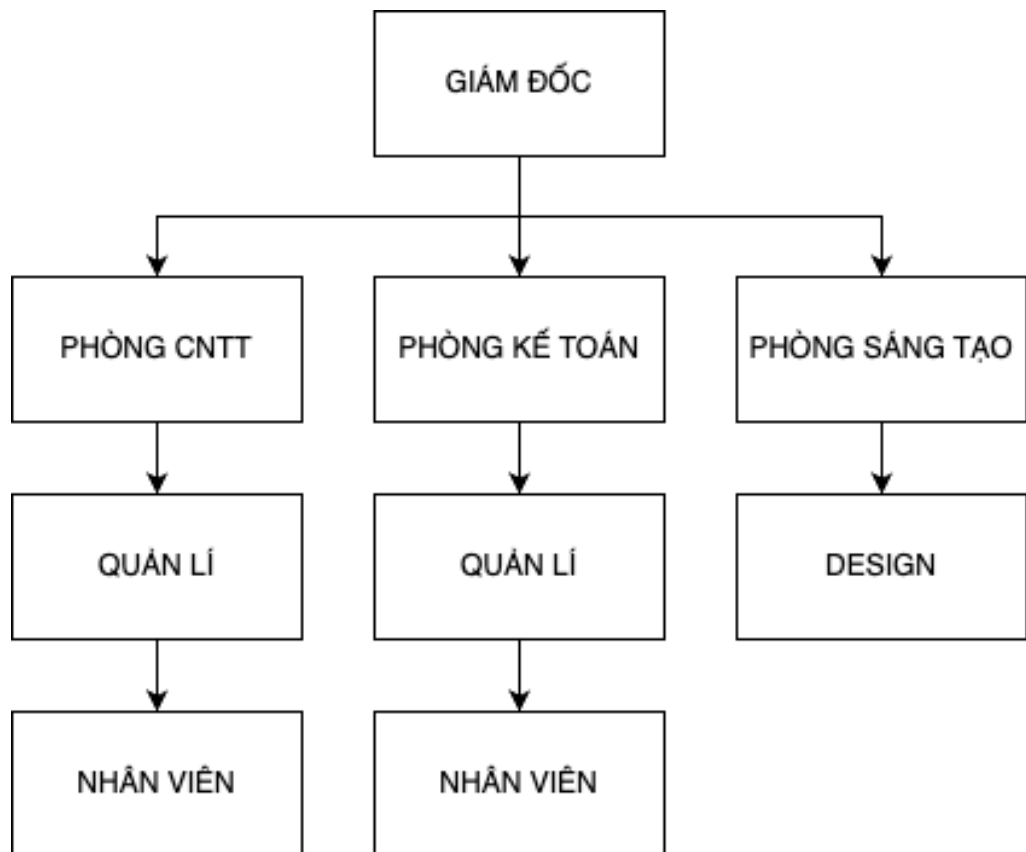 GIÁM ĐỐC
PHÒNG CNTT
PHÒNG KẾ TOÁN
PHÒNG SÁNG TẠO
QUẢN LÍ
QUẢN LÍ
DESIGN
NHÂN VIÊN
NHÂN VIÊN